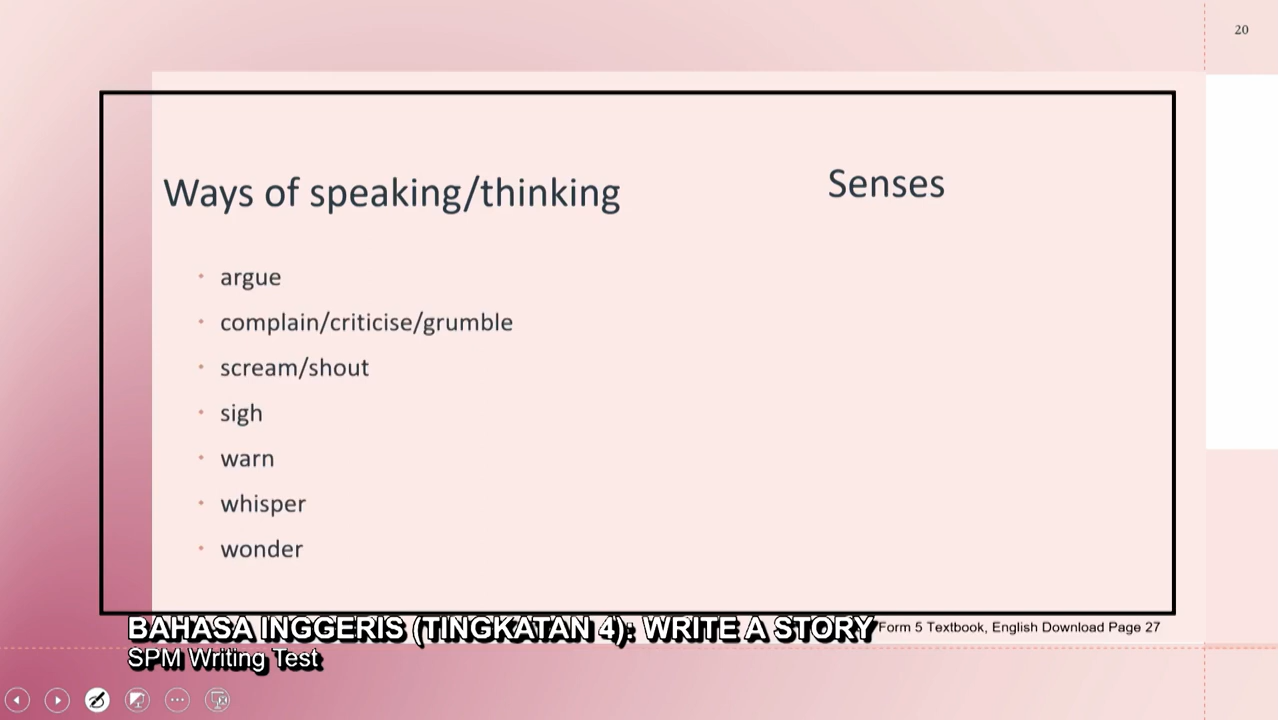 20
Ways of speaking/thinking
Senses
argue
complain/criticise/grumble
scream/shout
sigh
warn
whisper
wonder
BAHASA INGGERIS (TINGKATAN 4): WRITE A STORY
Form 5 Textbook, English Download Page 27
SPM Writing Test